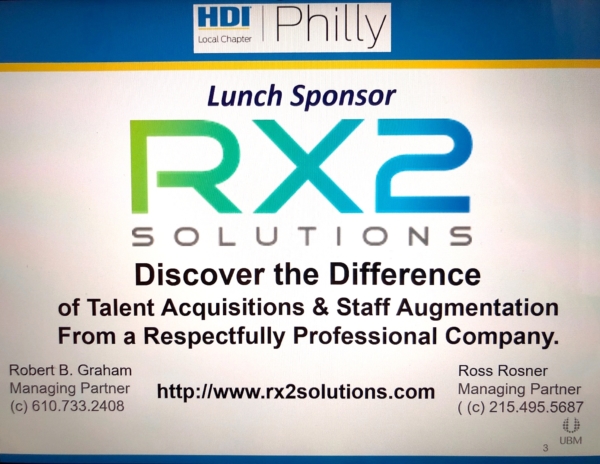 HDI
Local Chapter
Philly
Lunch Sponsor
RX2
SOLUTIONS
Discover the Difference
of Talent Acquisitions & Staff Augmentation
From a Respectfully Professional Company.
Robert B. Graham
Managing Partner
(c) 610.733.2408
http://www.rx2solutions.com
Ross Rosner
Managing Partner
( (c) 215.495.5687
UBM
3